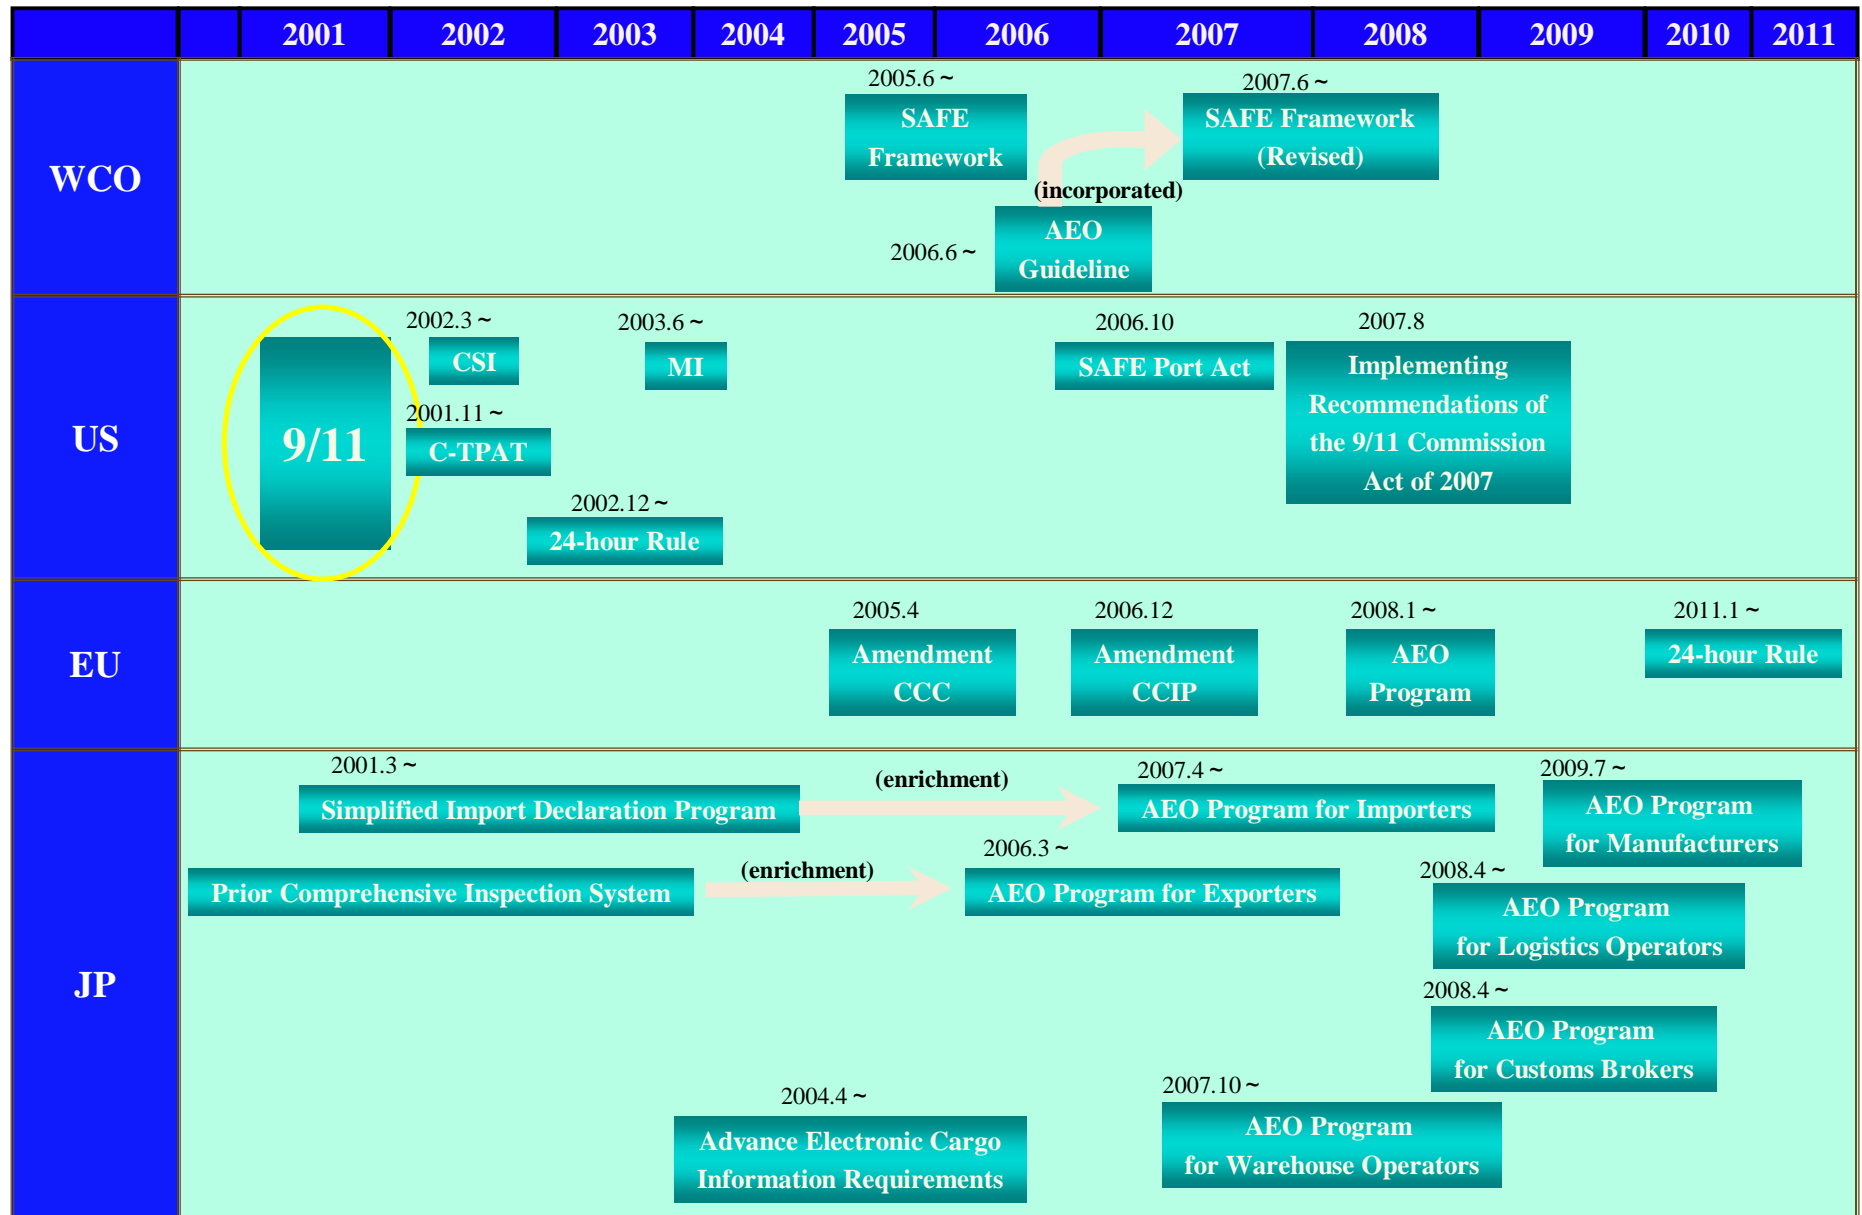 2001 2002 2003 2004 2005 2006 2007 2008 2009 2010 2011
WCO
2005.6 ~
SAFE
Framework
2007.6 ~
SAFE Framework
(Revised)
(incorporated)
2006.6 ~
AEO
Guideline
US
9/11
2002.3 ~
CSI
2001.11 ~
C-TPAT
2002.12 ~
24-hour Rule
2003.6 ~
MI
2006.10
SAFE Port Act
2007.8
Implementing
Recommendations of
the 9/11 Commission
Act of 2007
EU
2005.4
Amendment
CCC
2006.12
Amendment
CCIP
2008.1 ~
AEO
Program
2011.1 ~
24-hour Rule
JP
2001.3 ~
Simplified Import Declaration Program
(enrichment)
2007.4 ~
AEO Program for Importers
2009.7 ~
AEO Program
for Manufacturers
Prior Comprehensive Inspection System
(enrichment)
2006.3 ~
AEO Program for Exporters
2008.4 ~
AEO Program
for Logistics Operators
2008.4 ~
AEO Program
for Customs Brokers
2004.4 ~
Advance Electronic Cargo
Information Requirements
2007.10 ~
AEO Program
for Warehouse Operators